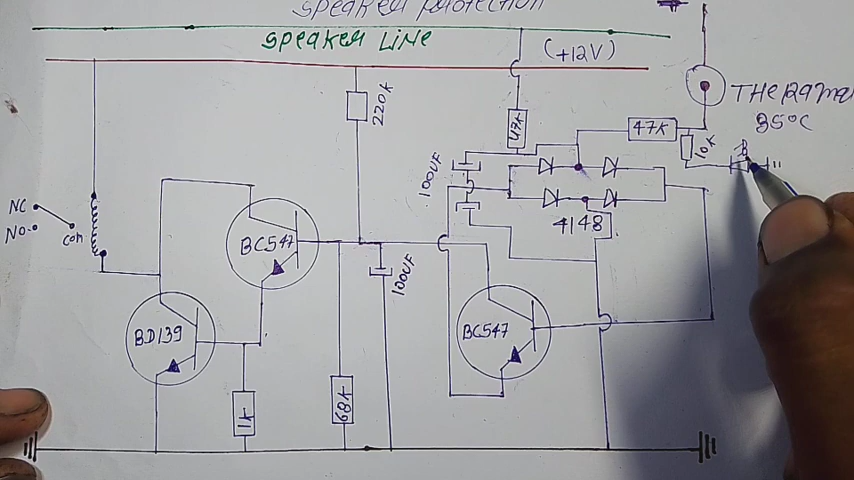 SPEAKER PROTECTION
SPEAKER LINE
(+12V)
220K
47K
47K
10K
85°C
100UF
4148
NC
NO
COM
BC547
100UF
BC547
BD139
1K
68K